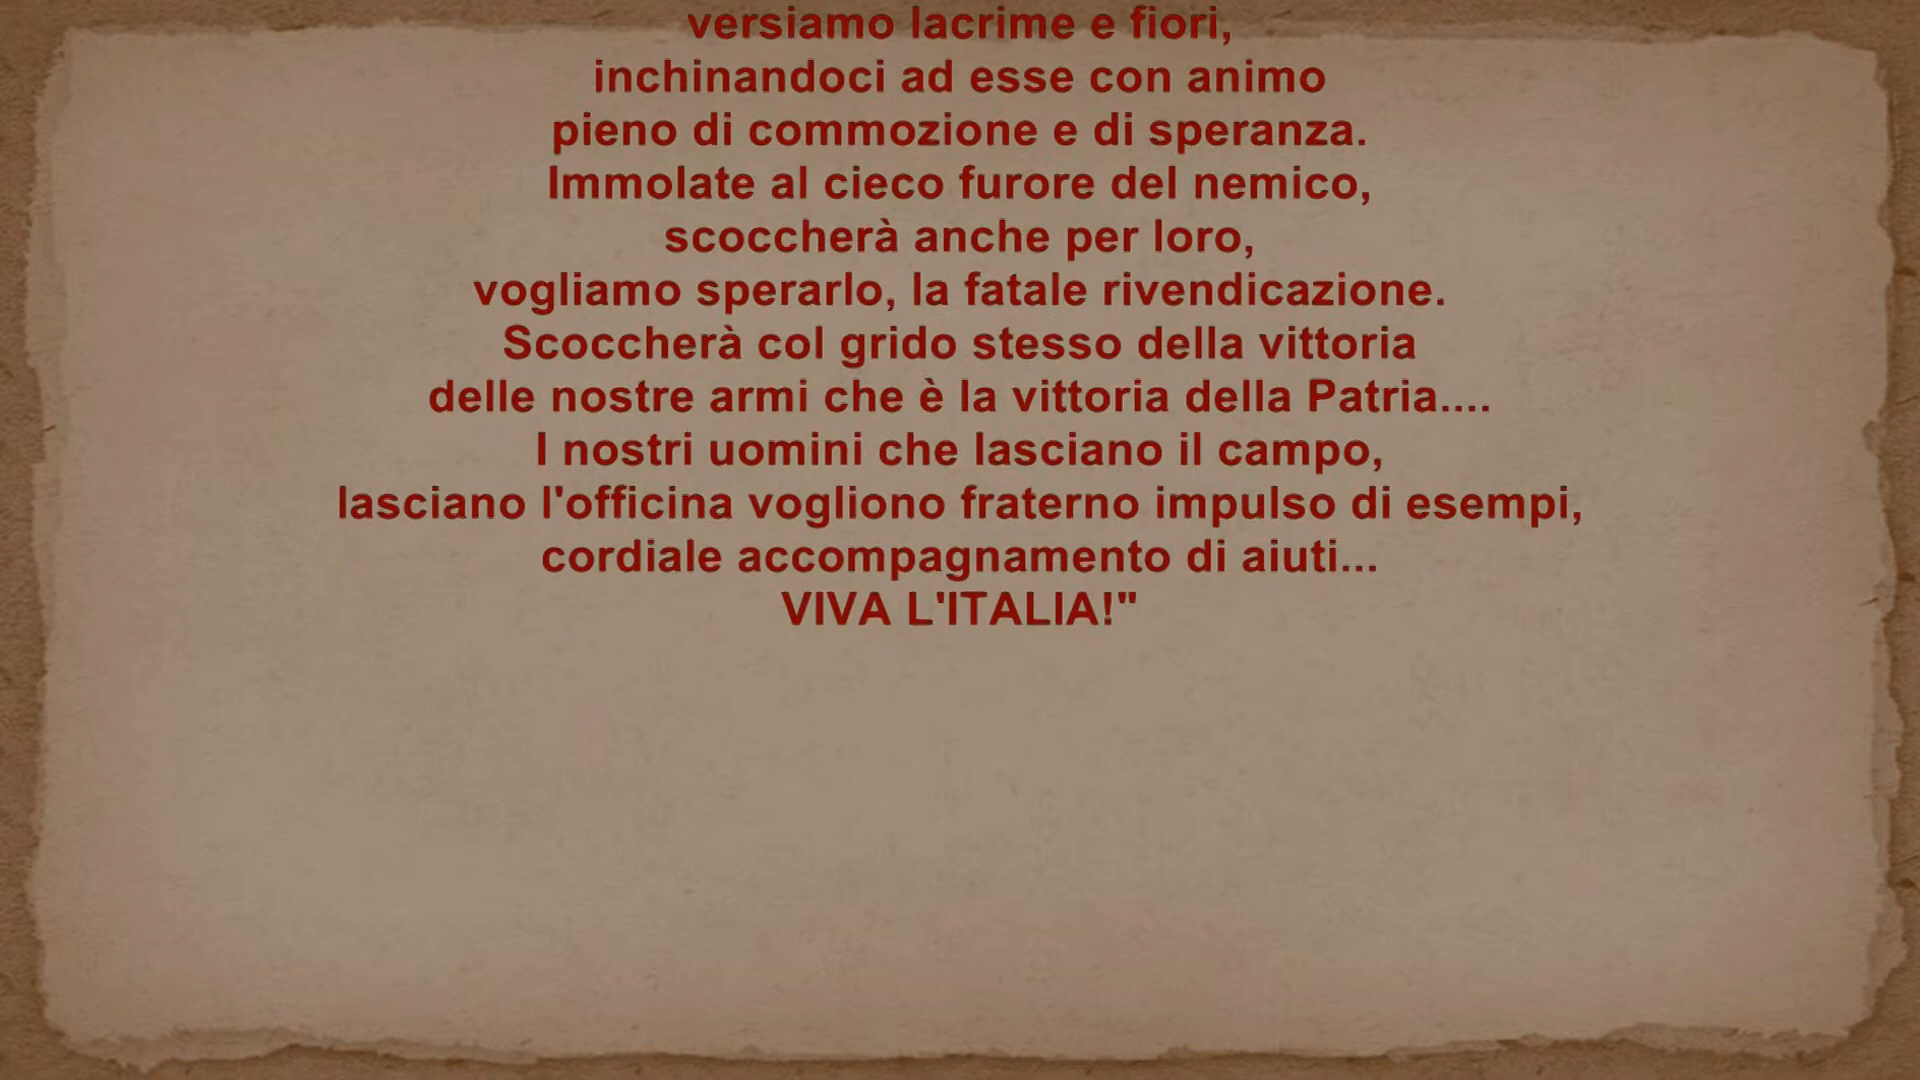 versiamo lacrime e fiori,
inchinandoci ad esse con animo
pieno di commozione e di speranza.
Immolate al cieco furore del nemico,
scoccherà anche per loro,
vogliamo sperarlo, la fatale rivendicazione.
Scoccherà col grido stesso della vittoria
delle nostre armi che è la vittoria della Patria....
I nostri uomini che lasciano il campo,
lasciano l'officina vogliono fraterno impulso di esempi,
cordiale accompagnamento di aiuti...
VIVA L'ITALIA!"